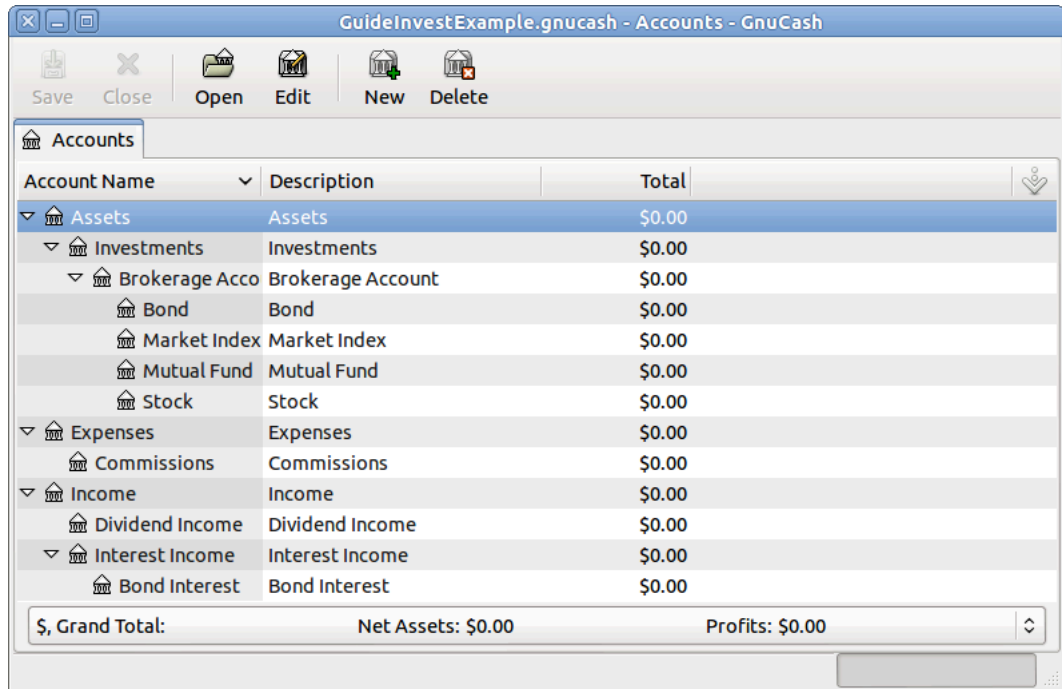 GuideInvestExample.gnucash - Accounts - GnuCash
Save Close Open Edit New Delete
Accounts
Account Name Description Total
Assets Assets $0.00
Investments Investments $0.00
Brokerage Acco Brokerage Account $0.00
Bond Bond $0.00
Market Index Market Index $0.00
Mutual Fund Mutual Fund $0.00
Stock Stock $0.00
Expenses Expenses $0.00
Commissions Commissions $0.00
Income Income $0.00
Dividend Income Dividend Income $0.00
Interest Income Interest Income $0.00
Bond Interest Bond Interest $0.00
$, Grand Total: Net Assets: $0.00 Profits: $0.00